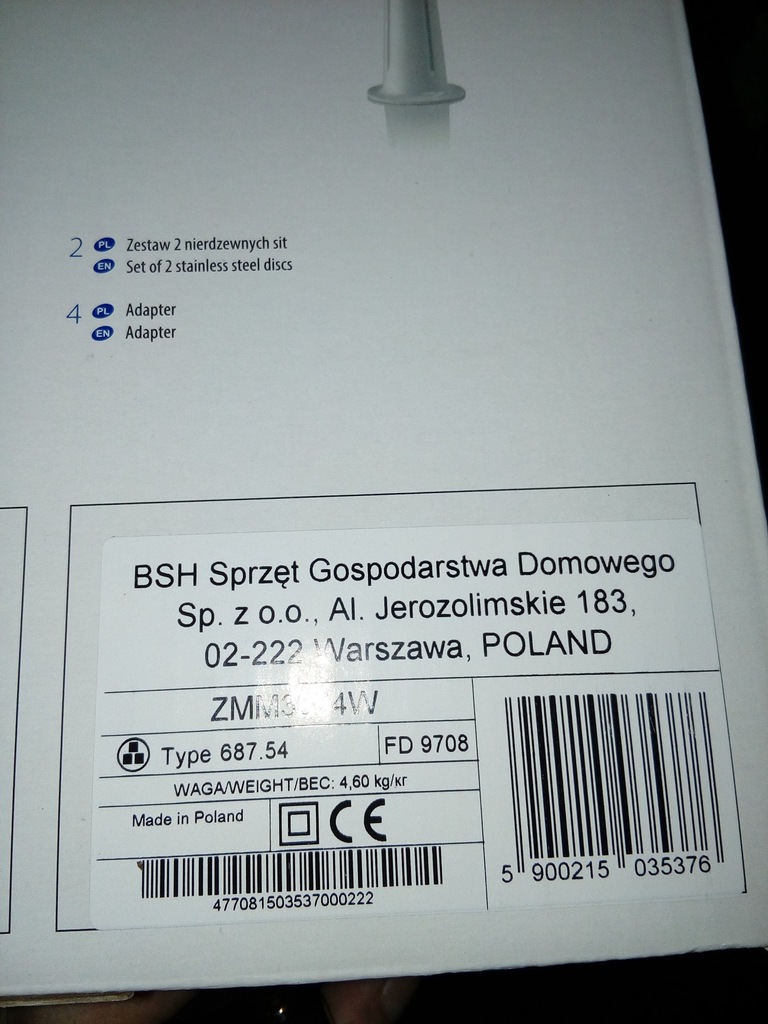 2 PL Zestaw 2 nierdzewnych sit
EN Set of 2 stainless steel discs
4 PL Adapter
EN Adapter
BSH Sprzęt Gospodarstwa Domowego
Sp. z o.o., Al. Jerozolimskie 183,
02-222 Warszawa, POLAND
Type 687.54
FD 9708
WAGA/WEIGHT/ВЕС: 4,60 kg/кг
Made in Poland
CE
477081503537000222
5 900215 035376